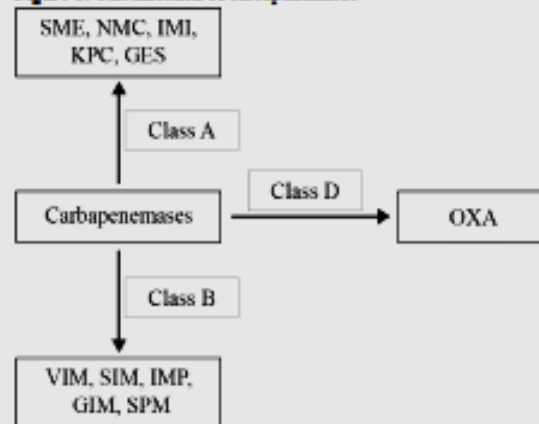 SME, NMC, IMI,
KPC, GES
Class A
Carbapenemases
Class D
OXA
Class B
VIM, SIM, IMP,
GIM, SPM